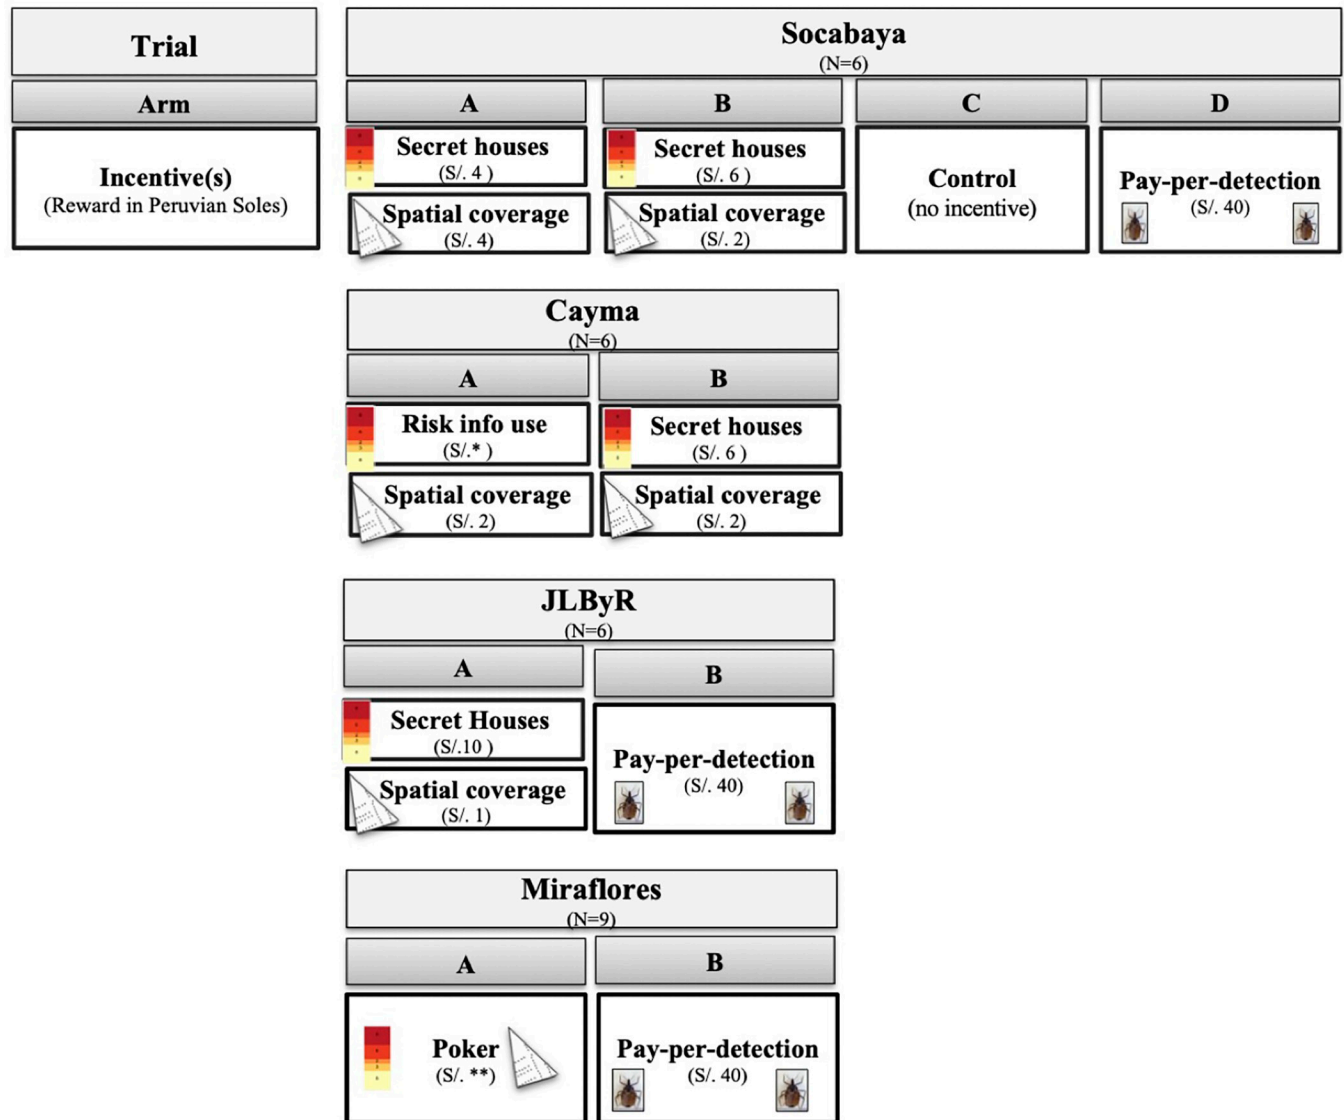 Trial
Arm
Incentive(s)
(Reward in Peruvian Soles)
Socabaya
(N=6)
A
B
C
D
Secret houses
(S/. 4 )
Spatial coverage
(S/. 4)
Secret houses
(S/. 6 )
Spatial coverage
(S/. 2)
Control
(no incentive)
Pay-per-detection
(S/. 40)
Cayma
(N=6)
A
B
Risk info use
(S/.* )
Spatial coverage
(S/. 2)
Secret houses
(S/. 6 )
Spatial coverage
(S/. 2)
JLByR
(N=6)
A
B
Secret Houses
(S/.10 )
Spatial coverage
(S/. 1)
Pay-per-detection
(S/. 40)
Miraflores
(N=9)
A
B
Poker
(S/. **)
Pay-per-detection
(S/. 40)